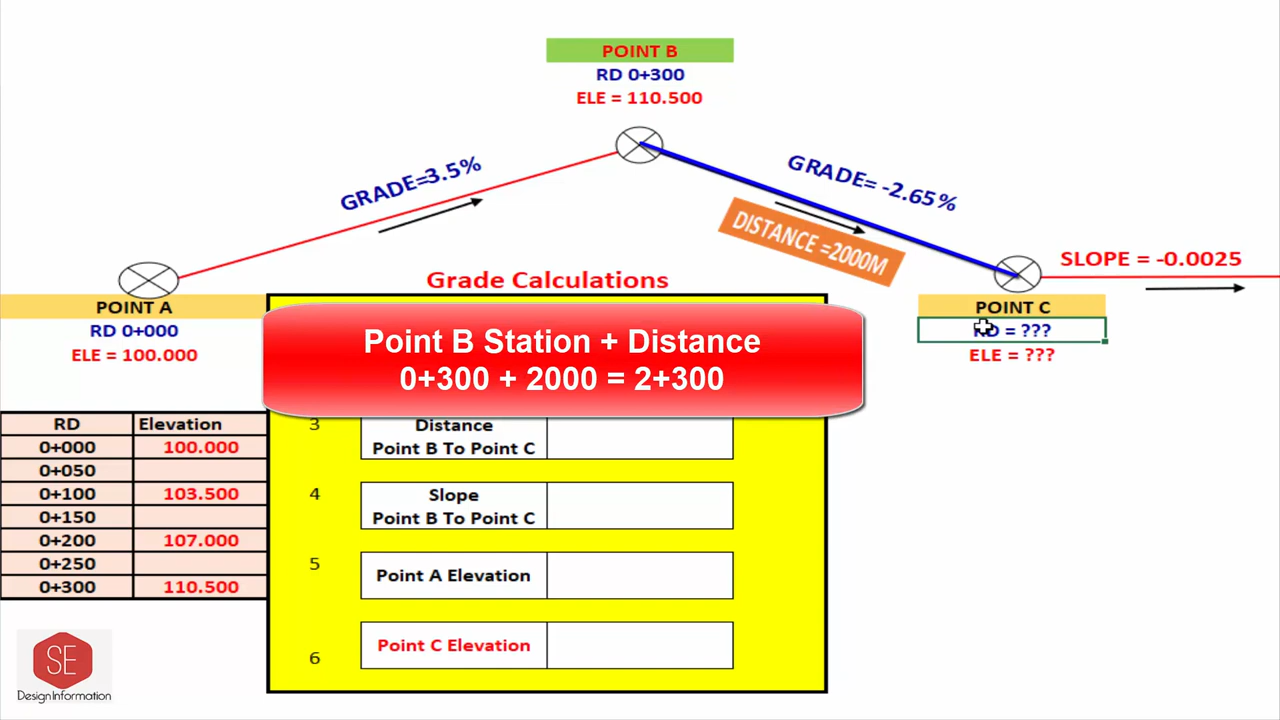 POINT B
RD 0+300
ELE = 110.500
GRADE=3.5%
GRADE= -2.65%
DISTANCE =2000M
SLOPE = -0.0025
Grade Calculations
POINT A
RD 0+000
ELE = 100.000
POINT C
RD = ???
ELE = ???
Point B Station + Distance
0+300 + 2000 = 2+300
3 Distance
Point B To Point C
4 Slope
Point B To Point C
5 Point A Elevation
6 Point C Elevation
RD Elevation
0+000 100.000
0+050
0+100 103.500
0+150
0+200 107.000
0+250
0+300 110.500
SE
Design Information